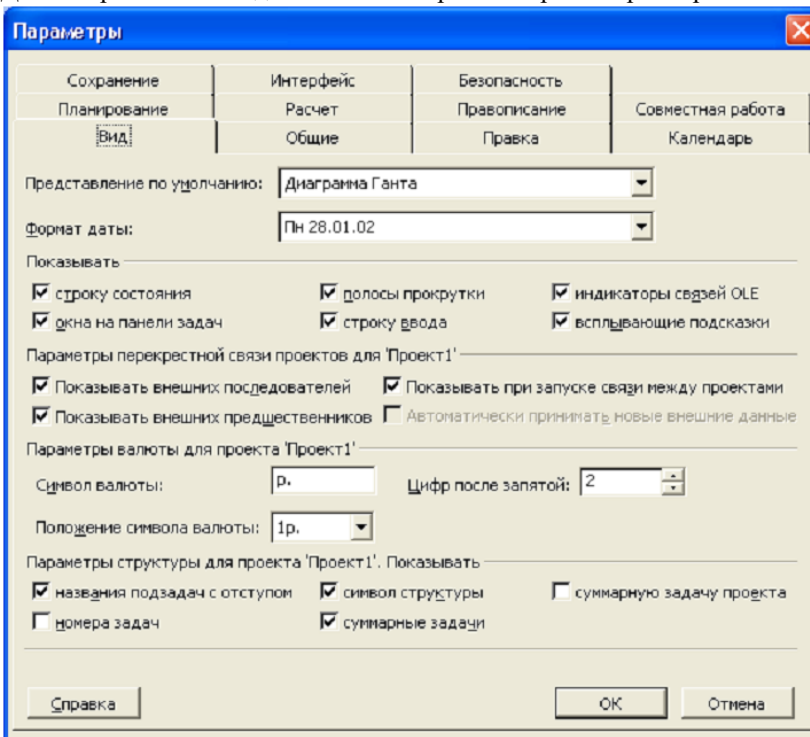 Параметры
Сохранение Интерфейс Безопасность
Планирование Расчет Правописание Совместная работа
Вид Общие Правка Календарь
Представление по умолчанию: Диаграмма Ганта
Формат даты: Пн 28.01.02
Показывать
строку состояния полосы прокрутки индикаторы связей OLE
окна на панели задач строку ввода всплывающие подсказки
Параметры перекрестной связи проектов для 'Проект1'
Показывать внешних последователей Показывать при запуске связи между проектами
Показывать внешних предшественников Автоматически принимать новые внешние данные
Параметры валюты для проекта 'Проект1'
Символ валюты: р. Цифр после запятой: 2
Положение символа валюты: 1р.
Параметры структуры для проекта 'Проект1'. Показывать
названия подзадач с отступом символ структуры суммарную задачу проекта
номера задач суммарные задачи
Справка ОК Отмена